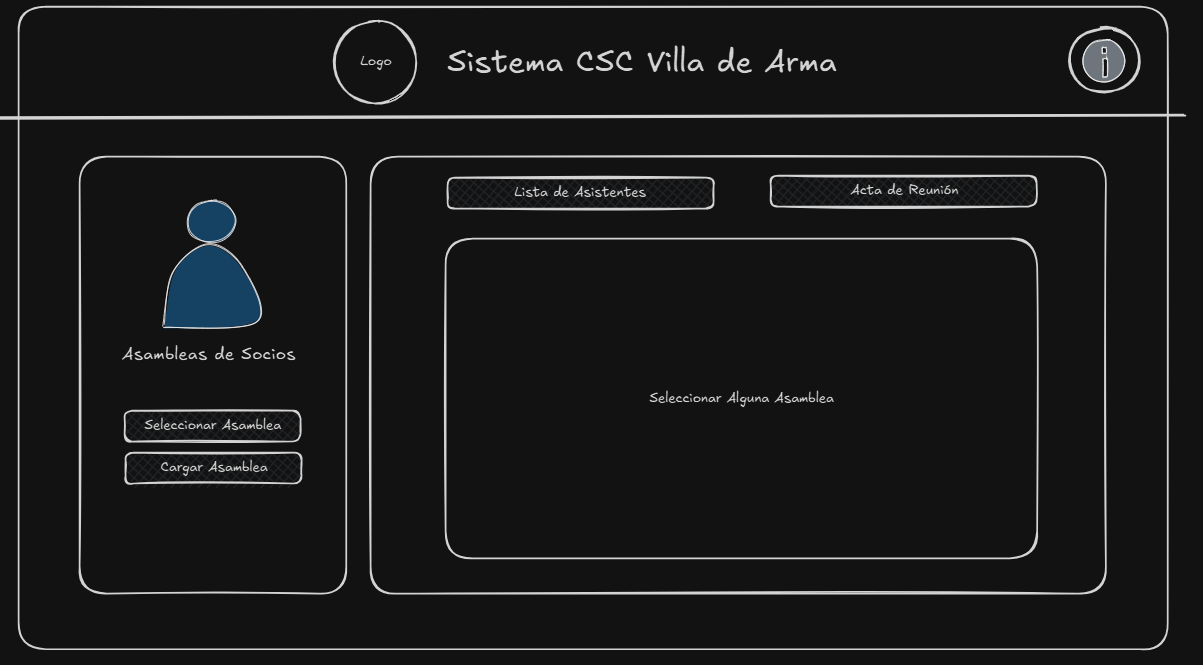 Logo
Sistema CSC Villa de Arma
i
Asambleas de Socios
Seleccionar Asamblea
Cargar Asamblea
Lista de Asistentes
Acta de Reunión
Seleccionar Alguna Asamblea